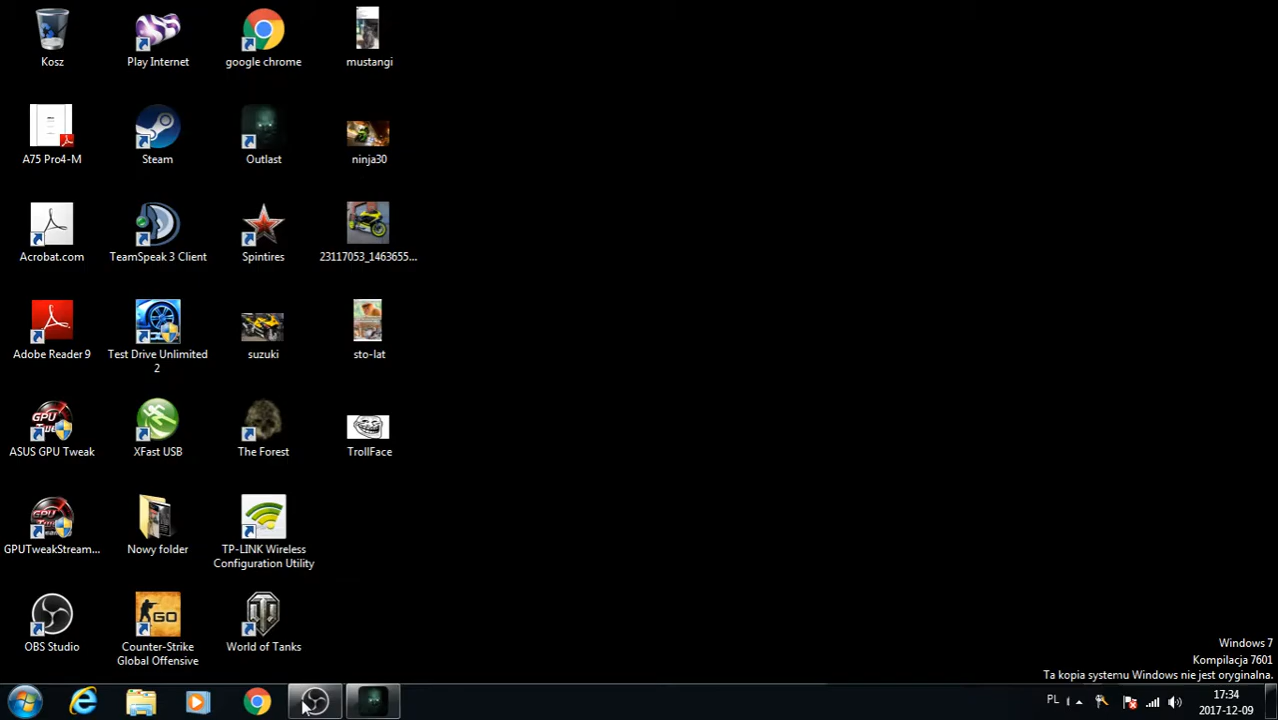 Kosz
Play Internet
google chrome
mustangi
A75 Pro4-M
Steam
Outlast
ninja30
Acrobat.com
TeamSpeak 3 Client
Spintires
23117053_1463655...
Adobe Reader 9
Test Drive Unlimited
2
suzuki
sto-lat
ASUS GPU Tweak
XFast USB
The Forest
TrollFace
GPUTweakStream...
Nowy folder
TP-LINK Wireless
Configuration Utility
OBS Studio
Counter-Strike
Global Offensive
World of Tanks
GO
Windows 7
Kompilacja 7601
Ta kopia systemu Windows nie jest oryginalna.
PL
17:34
2017-12-09